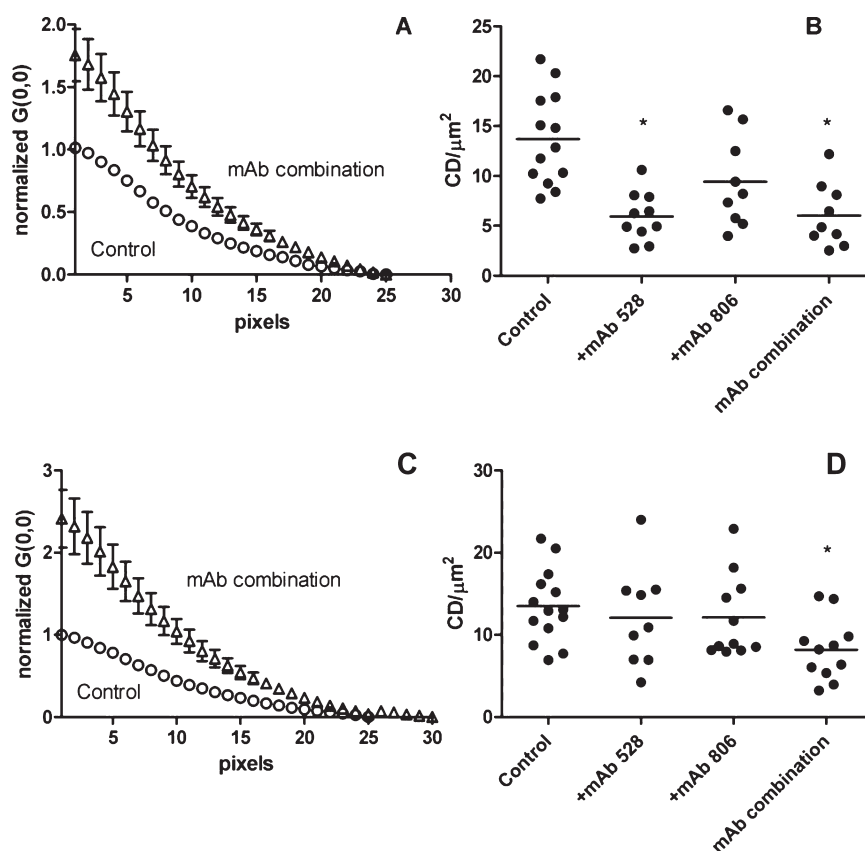 A
normalized G(0,0)
2.0
1.5
1.0
0.5
0.0
mAb combination
Control
5
10
15
20
25
30
pixels
B
CD/μm²
25
20
15
10
5
0
*
*
Control
+mAb 528
+mAb 806
mAb combination
C
normalized G(0,0)
3
2
1
0
mAb combination
Control
5
10
15
20
25
30
pixels
D
CD/μm²
30
20
10
0
*
Control
+mAb 528
+mAb 806
mAb combination